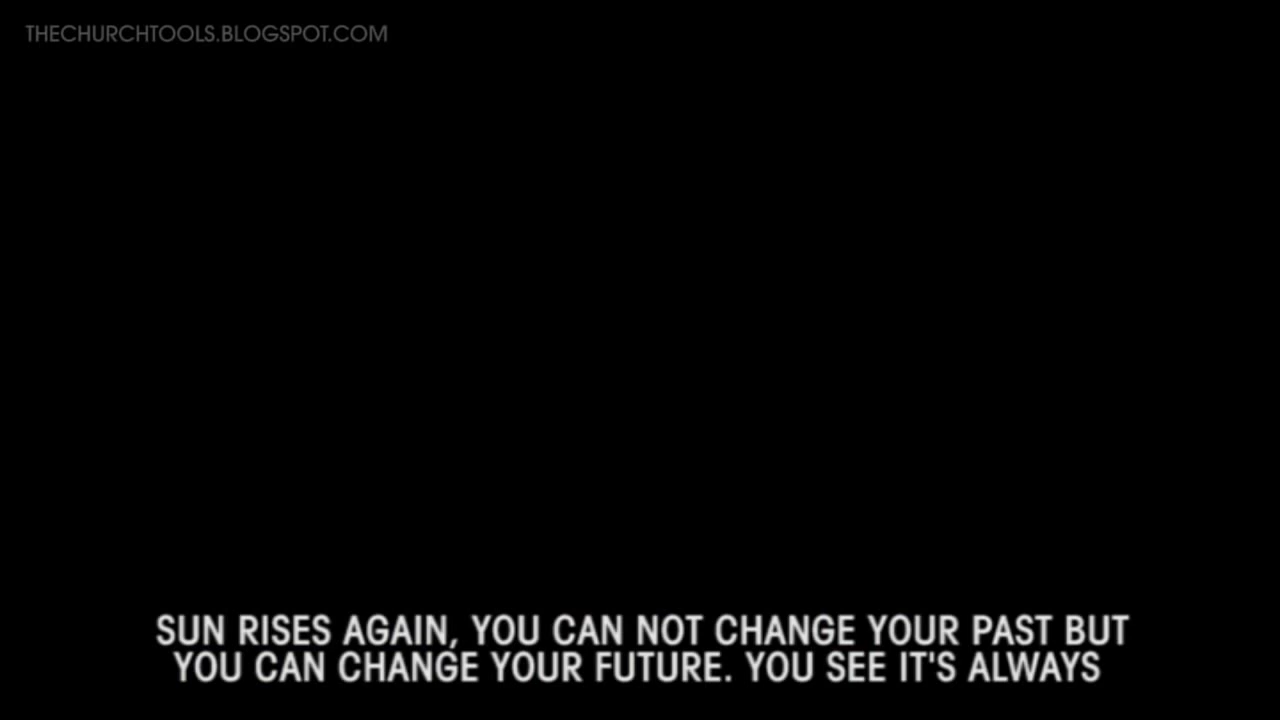 THECHURCHTOOLS.BLOGSPOT.COM
SUN RISES AGAIN, YOU CAN NOT CHANGE YOUR PAST BUT
YOU CAN CHANGE YOUR FUTURE. YOU SEE IT'S ALWAYS